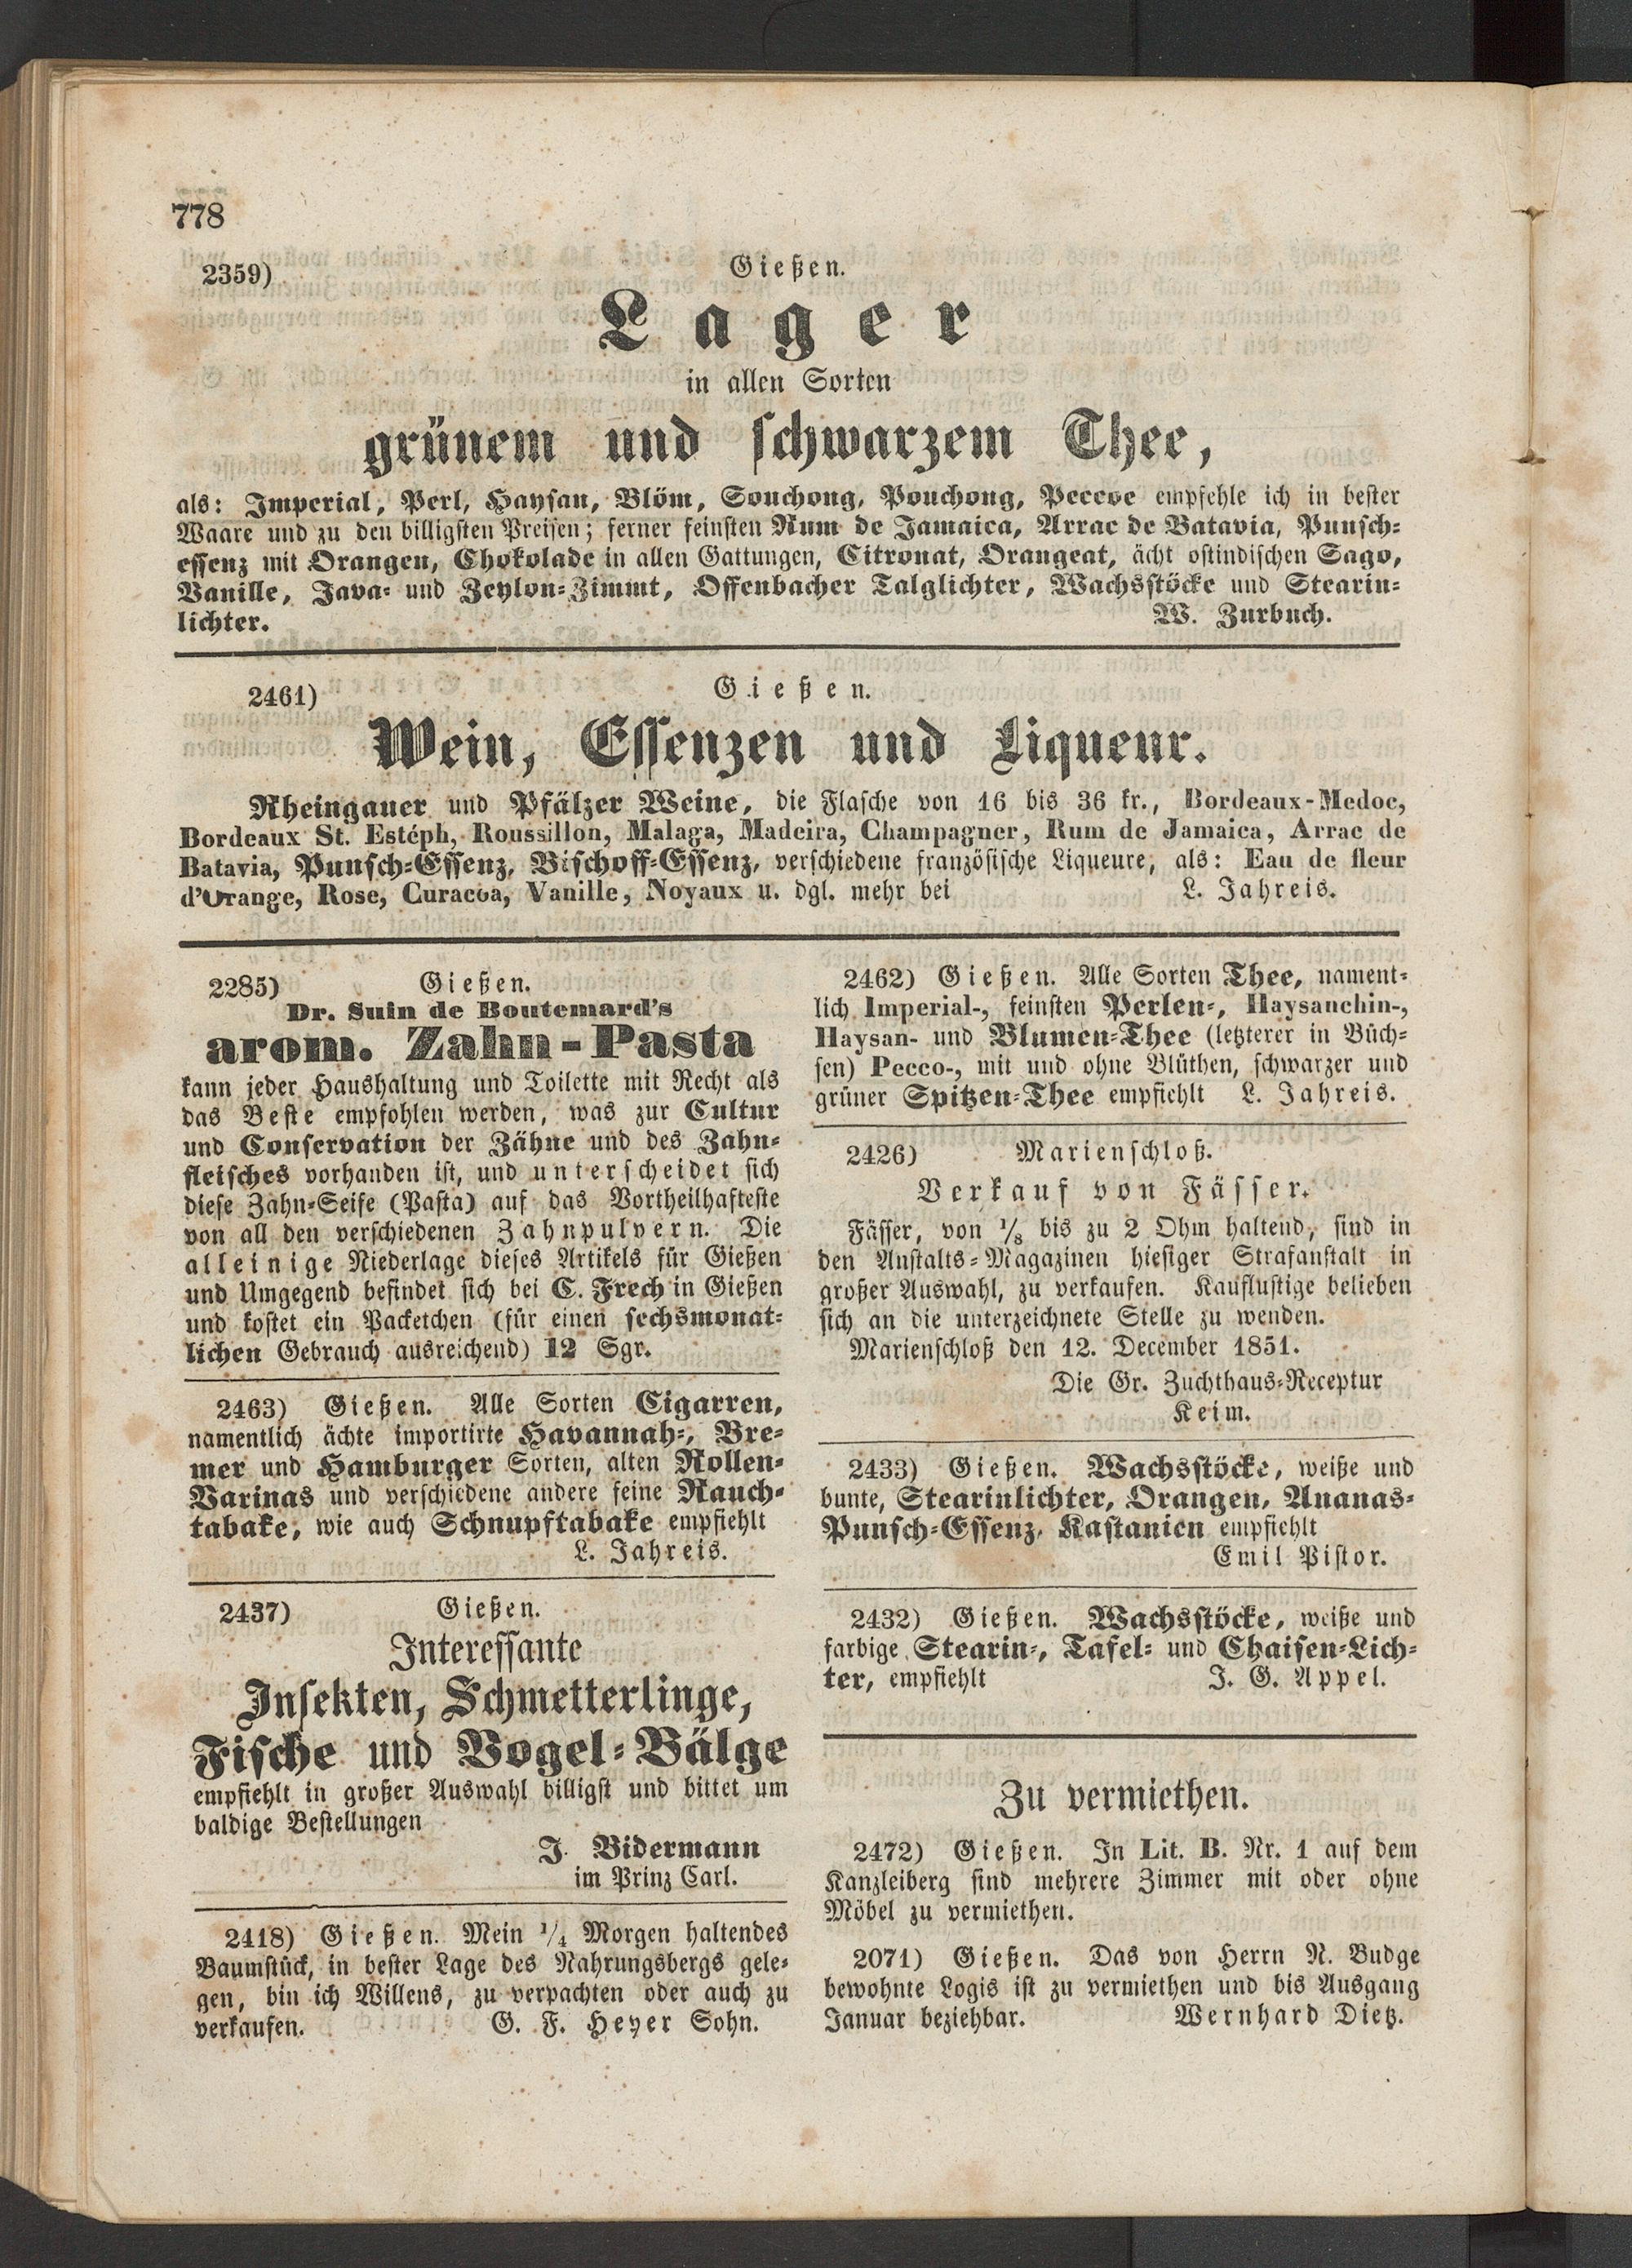 778
2359) Gießen.
Lager
in allen Sorten
grünem und schwarzem Thee,
als: Imperial, Perl, Haysan, Blöm, Souchong, Pouchong, Peccoe empfehle ich in bester
Waare und zu den billigsten Preisen; ferner feinsten Rum de Jamaica, Arrac de Batavia, Punsch-
essenz mit Orangen, Chokolade in allen Gattungen, Citronat, Orangeat, ächt ostindischen Sago,
Vanille, Java- und Zeylon-Zimmt, Offenbacher Talglichter, Wachsstöcke und Stearin-
lichter. W. Zurbuch.
2461) Gießen.
Wein, Essenzen und Liqueur.
Rheingauer und Pfälzer Weine, die Flasche von 16 bis 36 kr., Bordeaux-Medoc,
Bordeaux St. Estéph, Roussillon, Malaga, Madeira, Champagner, Rum de Jamaica, Arrac de
Batavia, Punsch-Essenz, Bischoff-Essenz, verschiedene französische Liqueure, als: Eau de fleur
d'Orange, Rose, Curacoa, Vanille, Noyaux u. dgl. mehr bei L. Jahreis.
2285) Gießen.
Dr. Suin de Boutemard's
arom. Zahn-Pasta
kann jeder Haushaltung und Toilette mit Recht als
das Beste empfohlen werden, was zur Cultur
und Conservation der Zähne und des Zahn-
fleisches vorhanden ist, und unterscheidet sich
diese Zahn-Seife (Pasta) auf das Vortheilhafteste
von all den verschiedenen Zahnpulvern. Die
alleinige Niederlage dieses Artikels für Gießen
und Umgegend befindet sich bei C. Frech in Gießen
und kostet ein Packetchen (für einen sechsmonat-
lichen Gebrauch ausreichend) 12 Sgr.
2463) Gießen. Alle Sorten Cigarren,
namentlich ächte importirte Havannah-, Bre-
mer und Hamburger Sorten, alten Rollen-
Varinas und verschiedene andere feine Rauch-
tabake, wie auch Schnupftabake empfiehlt
L. Jahreis.
2437) Gießen.
Interessante
Insekten, Schmetterlinge,
Fische und Vogel-Bälge
empfiehlt in großer Auswahl billigst und bittet um
baldige Bestellungen
J. Bidermann
im Prinz Carl.
2418) Gießen. Mein 1/4 Morgen haltendes
Baumstück, in bester Lage des Nahrungsbergs gele-
gen, bin ich Willens, zu verpachten oder auch zu
verkaufen. G. F. Heyer Sohn.
2462) Gießen. Alle Sorten Thee, nament-
lich Imperial-, feinsten Perlen-, Haysanchin-,
Haysan- und Blumen-Thee (letzterer in Büch-
sen) Pecco-, mit und ohne Blüthen, schwarzer und
grüner Spitzen-Thee empfiehlt L. Jahreis.
2426) Marienschloß.
Verkauf von Fässer.
Fässer, von 1/8 bis zu 2 Ohm haltend, sind in
den Anstalts-Magazinen hiesiger Strafanstalt in
großer Auswahl, zu verkaufen. Kauflustige belieben
sich an die unterzeichnete Stelle zu wenden.
Marienschloß den 12. December 1851.
Die Gr. Zuchthaus-Receptur
Keim.
2433) Gießen. Wachsstöcke, weiße und
bunte, Stearinlichter, Orangen, Ananas-
Punsch-Essenz, Kastanien empfiehlt
Emil Pistor.
2432) Gießen. Wachsstöcke, weiße und
farbige Stearin-, Tafel- und Chaisen-Lich-
ter, empfiehlt J. G. Appel.
Zu vermiethen.
2472) Gießen. In Lit. B. Nr. 1 auf dem
Kanzleiberg sind mehrere Zimmer mit oder ohne
Möbel zu vermiethen.
2071) Gießen. Das von Herrn N. Budge
bewohnte Logis ist zu vermiethen und bis Ausgang
Januar beziehbar. Wernhard Dietz.